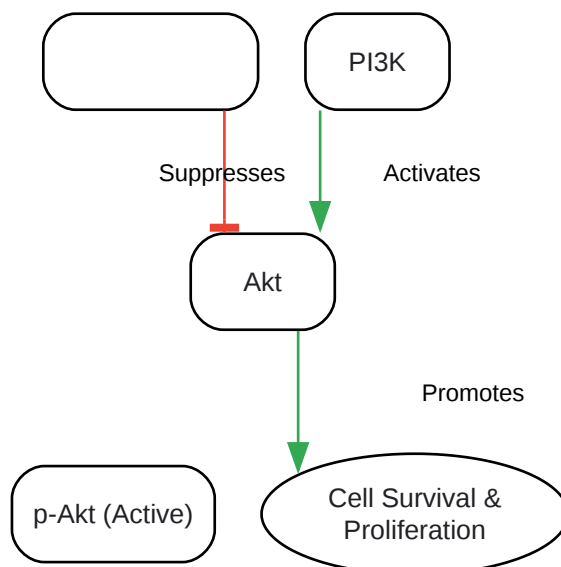 PI3K
Suppresses
Activates
Akt
Promotes
p-Akt (Active)
Cell Survival &
Proliferation